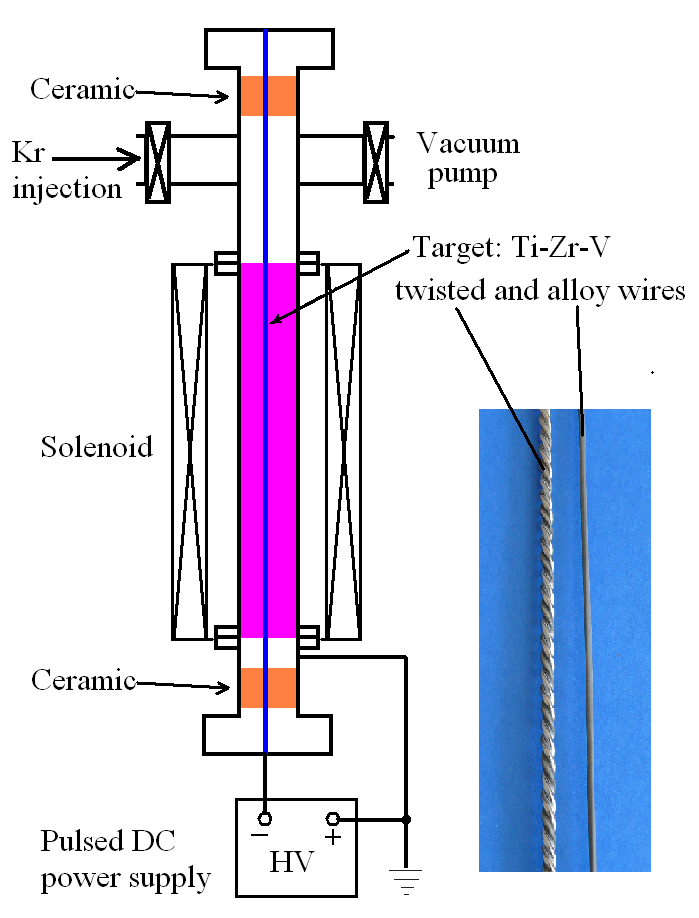 Ceramic
Kr
injection
Vacuum
pump
Target: Ti-Zr-V
twisted and alloy wires
Solenoid
Ceramic
Pulsed DC
power supply
− +
HV